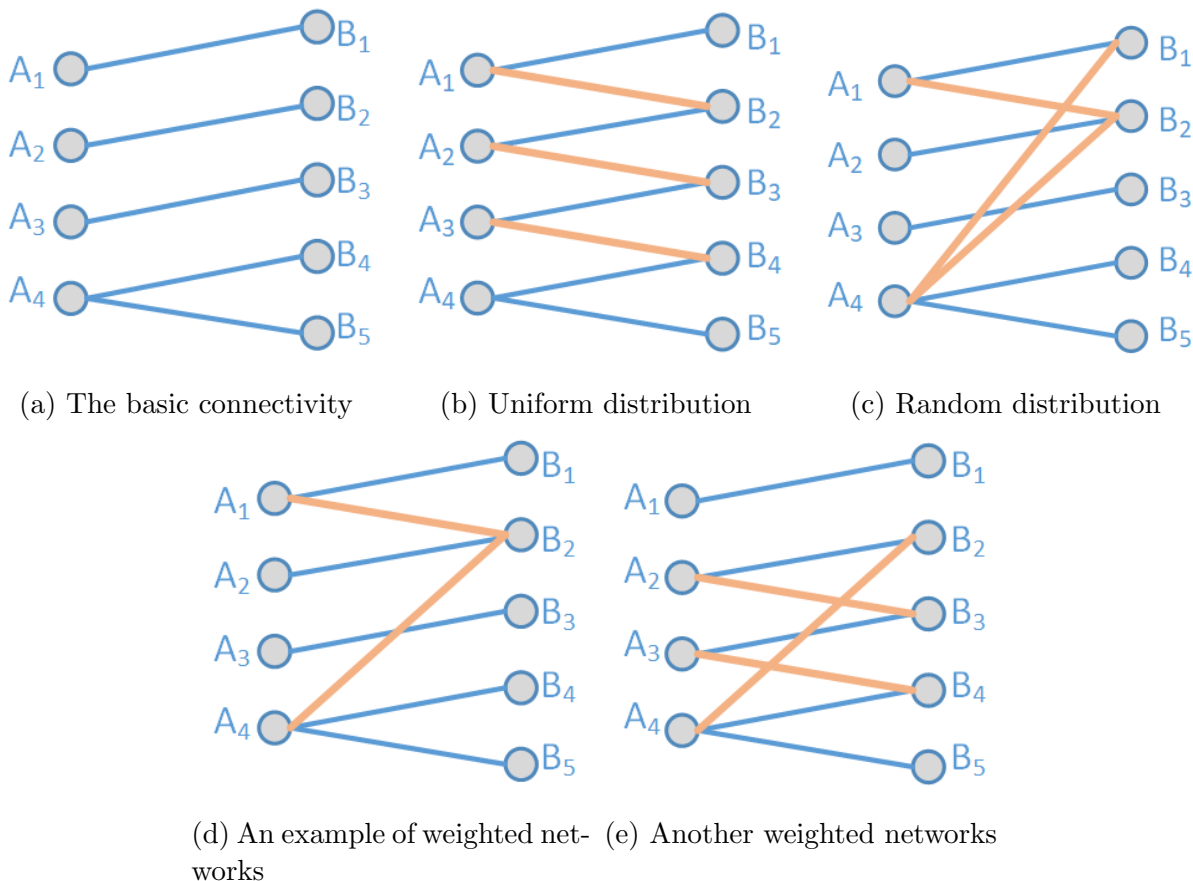 A1 B1
A2 B2
A3 B3
A4 B4
B5
A1 B1
A2 B2
A3 B3
A4 B4
B5
A1 B1
A2 B2
A3 B3
A4 B4
B5
(a) The basic connectivity
(b) Uniform distribution
(c) Random distribution
A1 B1
A2 B2
A3 B3
A4 B4
B5
A1 B1
A2 B2
A3 B3
A4 B4
B5
(d) An example of weighted net-
works
(e) Another weighted networks